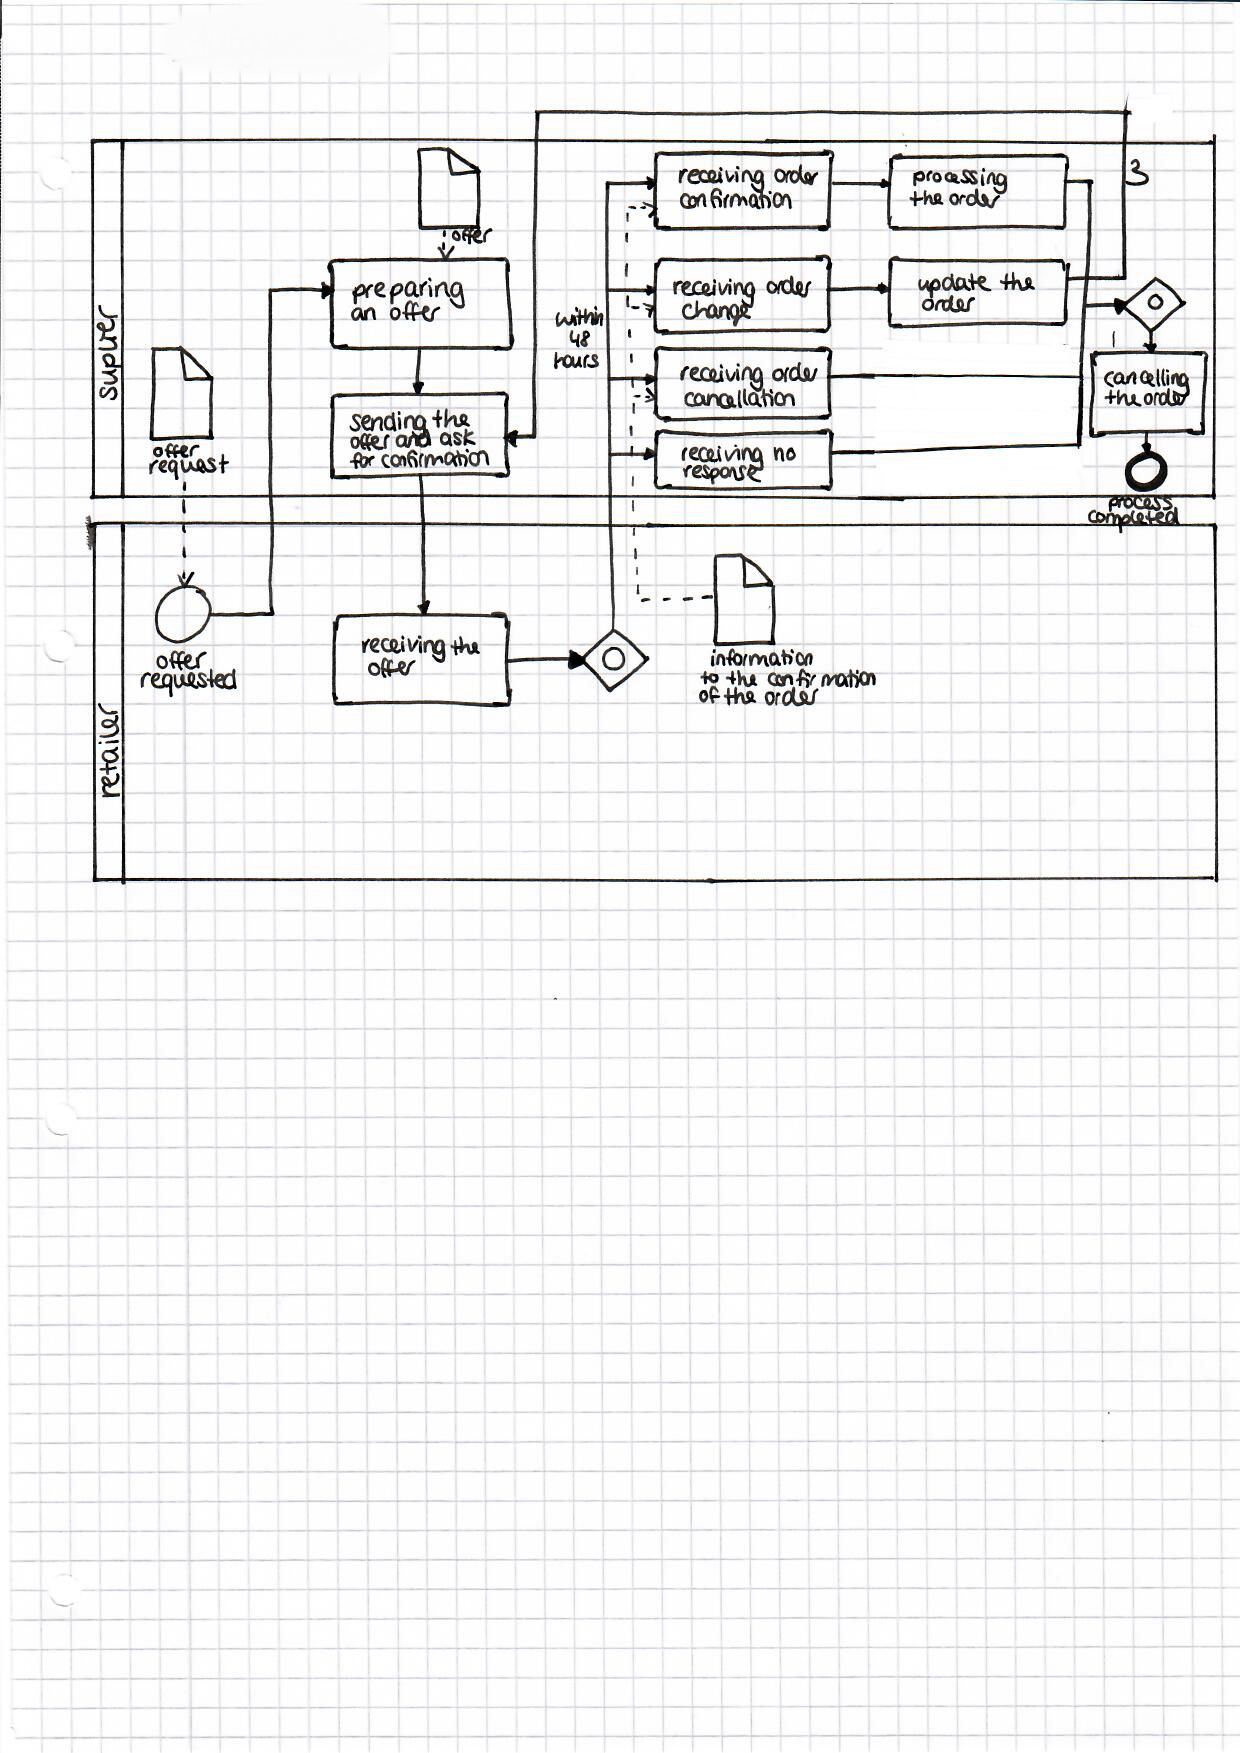 offer
preparing
an offer
sending the
offer and ask
for confirmation
offer
request
within
48
hours
receiving order
confirmation
processing
the order
3
receiving order
change
update the
order
receiving order
cancellation
receiving no
response
cancelling
the order
process
completed
retailer
offer
requested
receiving the
offer
information
to the confirmation
of the order